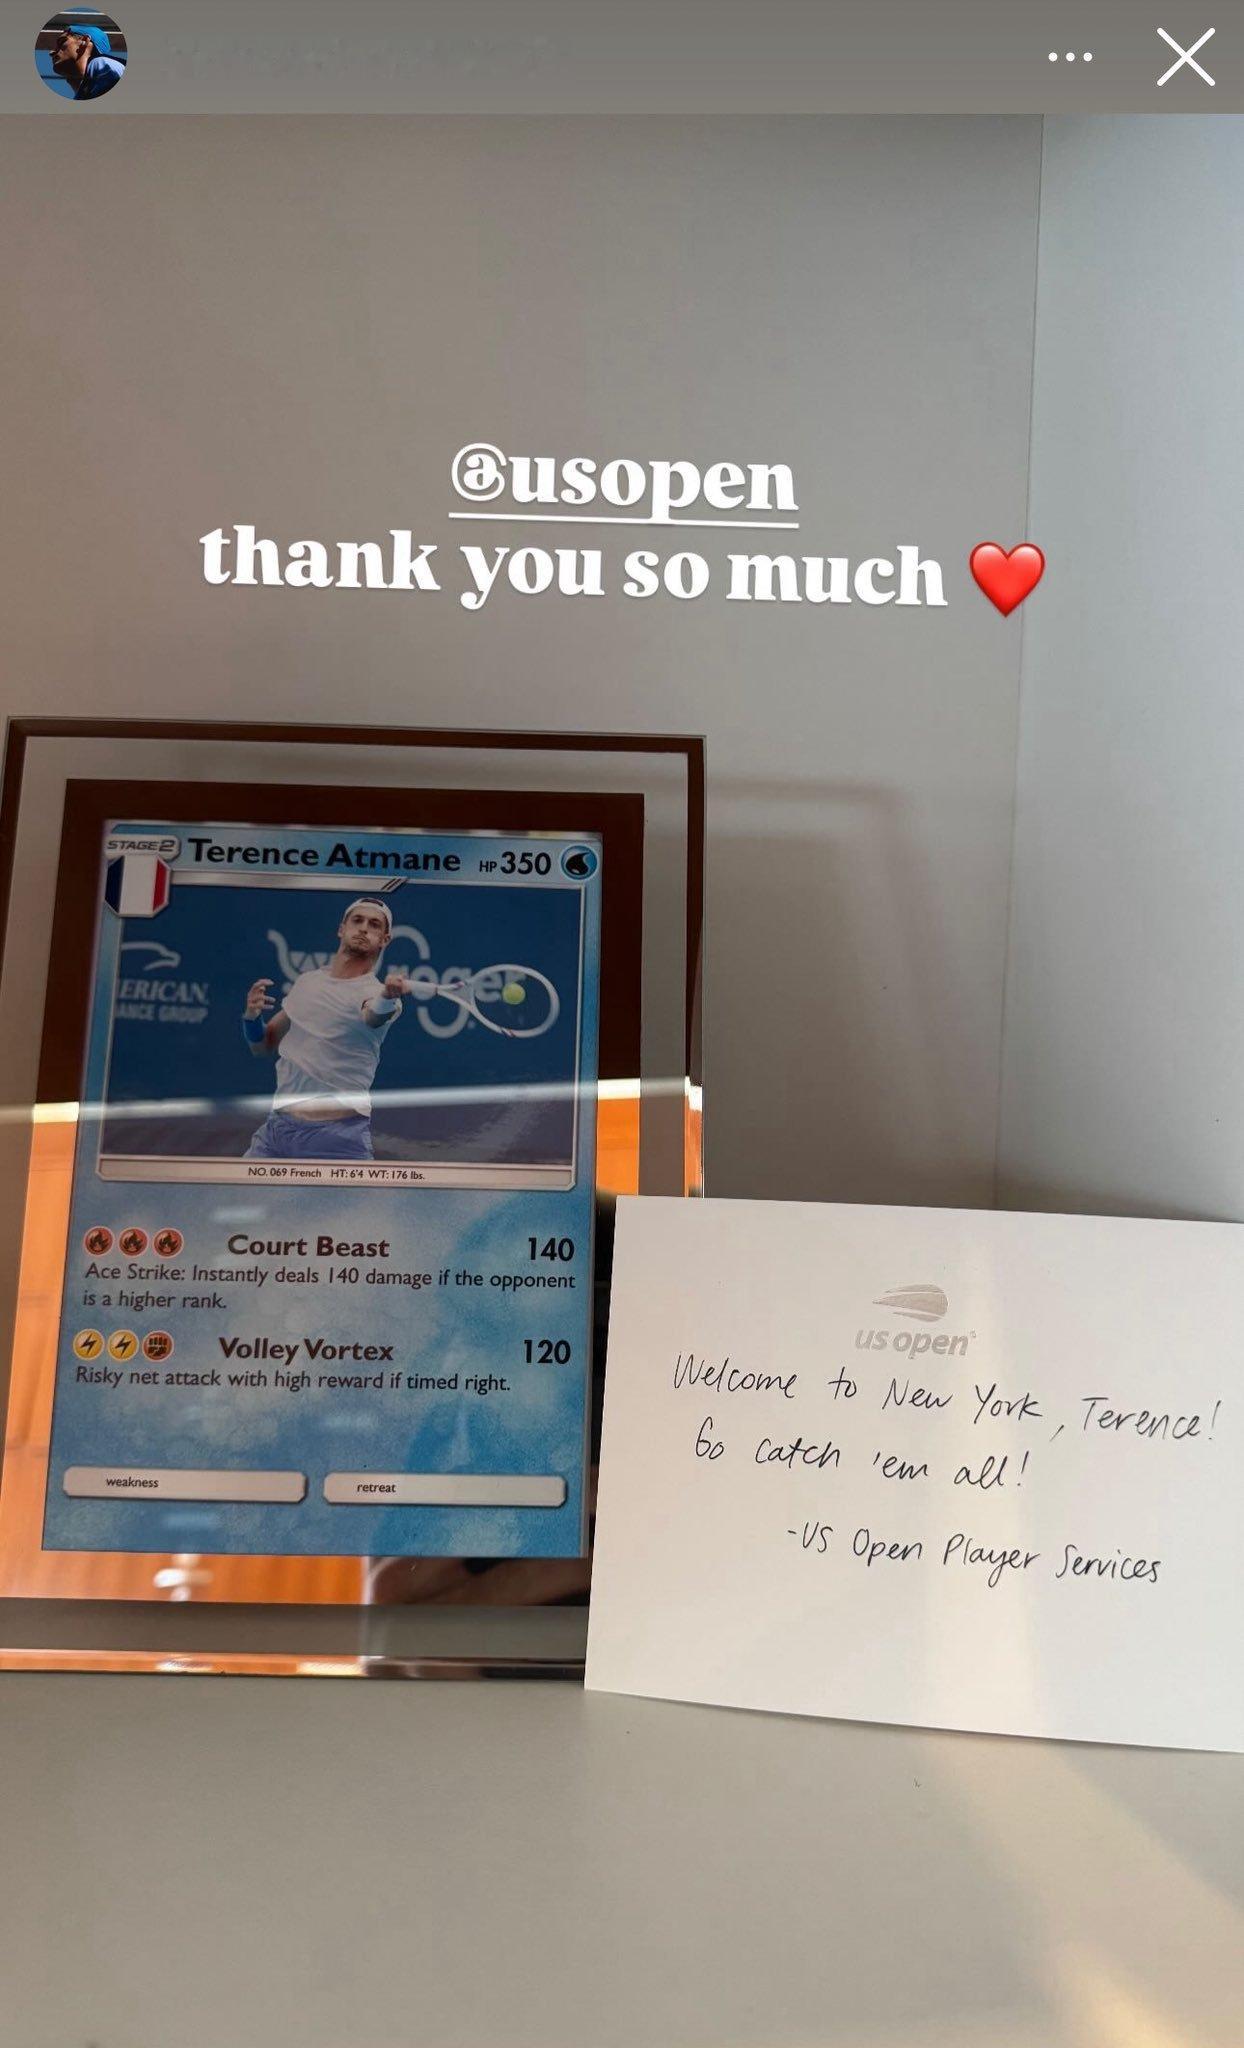 @usopen
thank you so much ❤️
STAGE 2
Terence Atmane HP 350
ERICAN
ANCE GROUP
Kroger
NO. 069 French HT: 6'4 WT: 176 lbs.
Court Beast 140
Ace Strike: Instantly deals 140 damage if the opponent
is a higher rank.
Volley Vortex 120
Risky net attack with high reward if timed right.
weakness retreat
us open
Welcome to New York, Terence!
Go catch 'em all!
-US Open Player Services